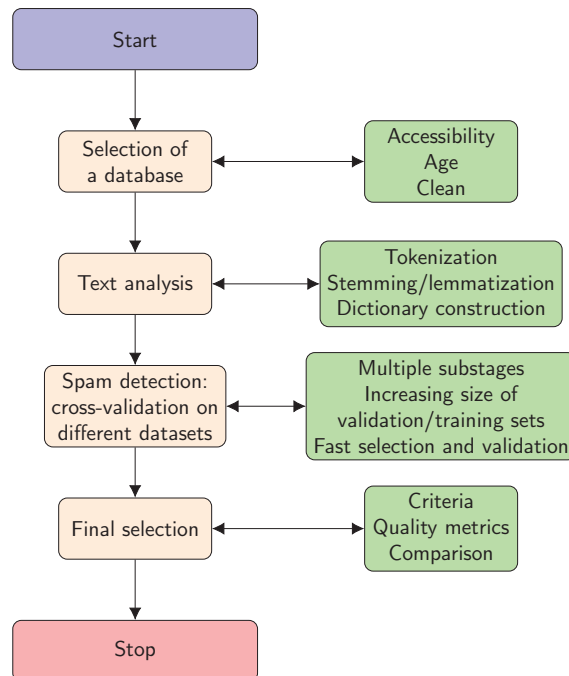 Start
Selection of
a database
Accessibility
Age
Clean
Text analysis
Tokenization
Stemming/lemmatization
Dictionary construction
Spam detection:
cross-validation on
different datasets
Multiple substages
Increasing size of
validation/training sets
Fast selection and validation
Final selection
Criteria
Quality metrics
Comparison
Stop